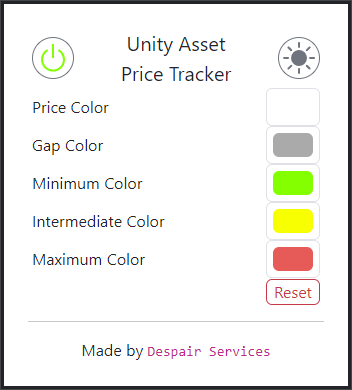 Unity Asset
Price Tracker
Price Color
Gap Color
Minimum Color
Intermediate Color
Maximum Color
Reset
Made by Despair Services